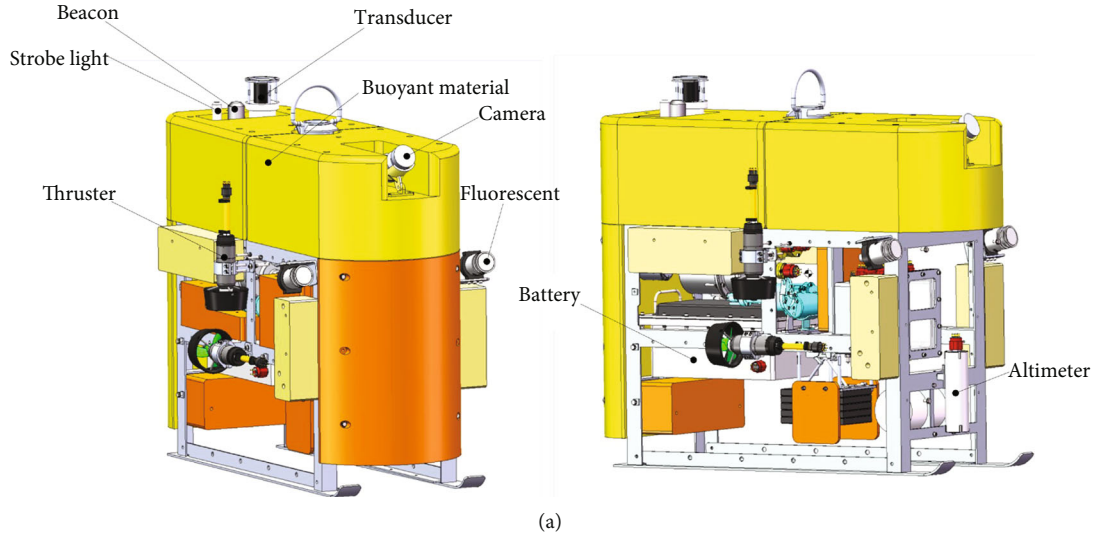 Beacon
Transducer
Strobe light
Buoyant material
Camera
Thruster
Fluorescent
Battery
Altimeter
(a)